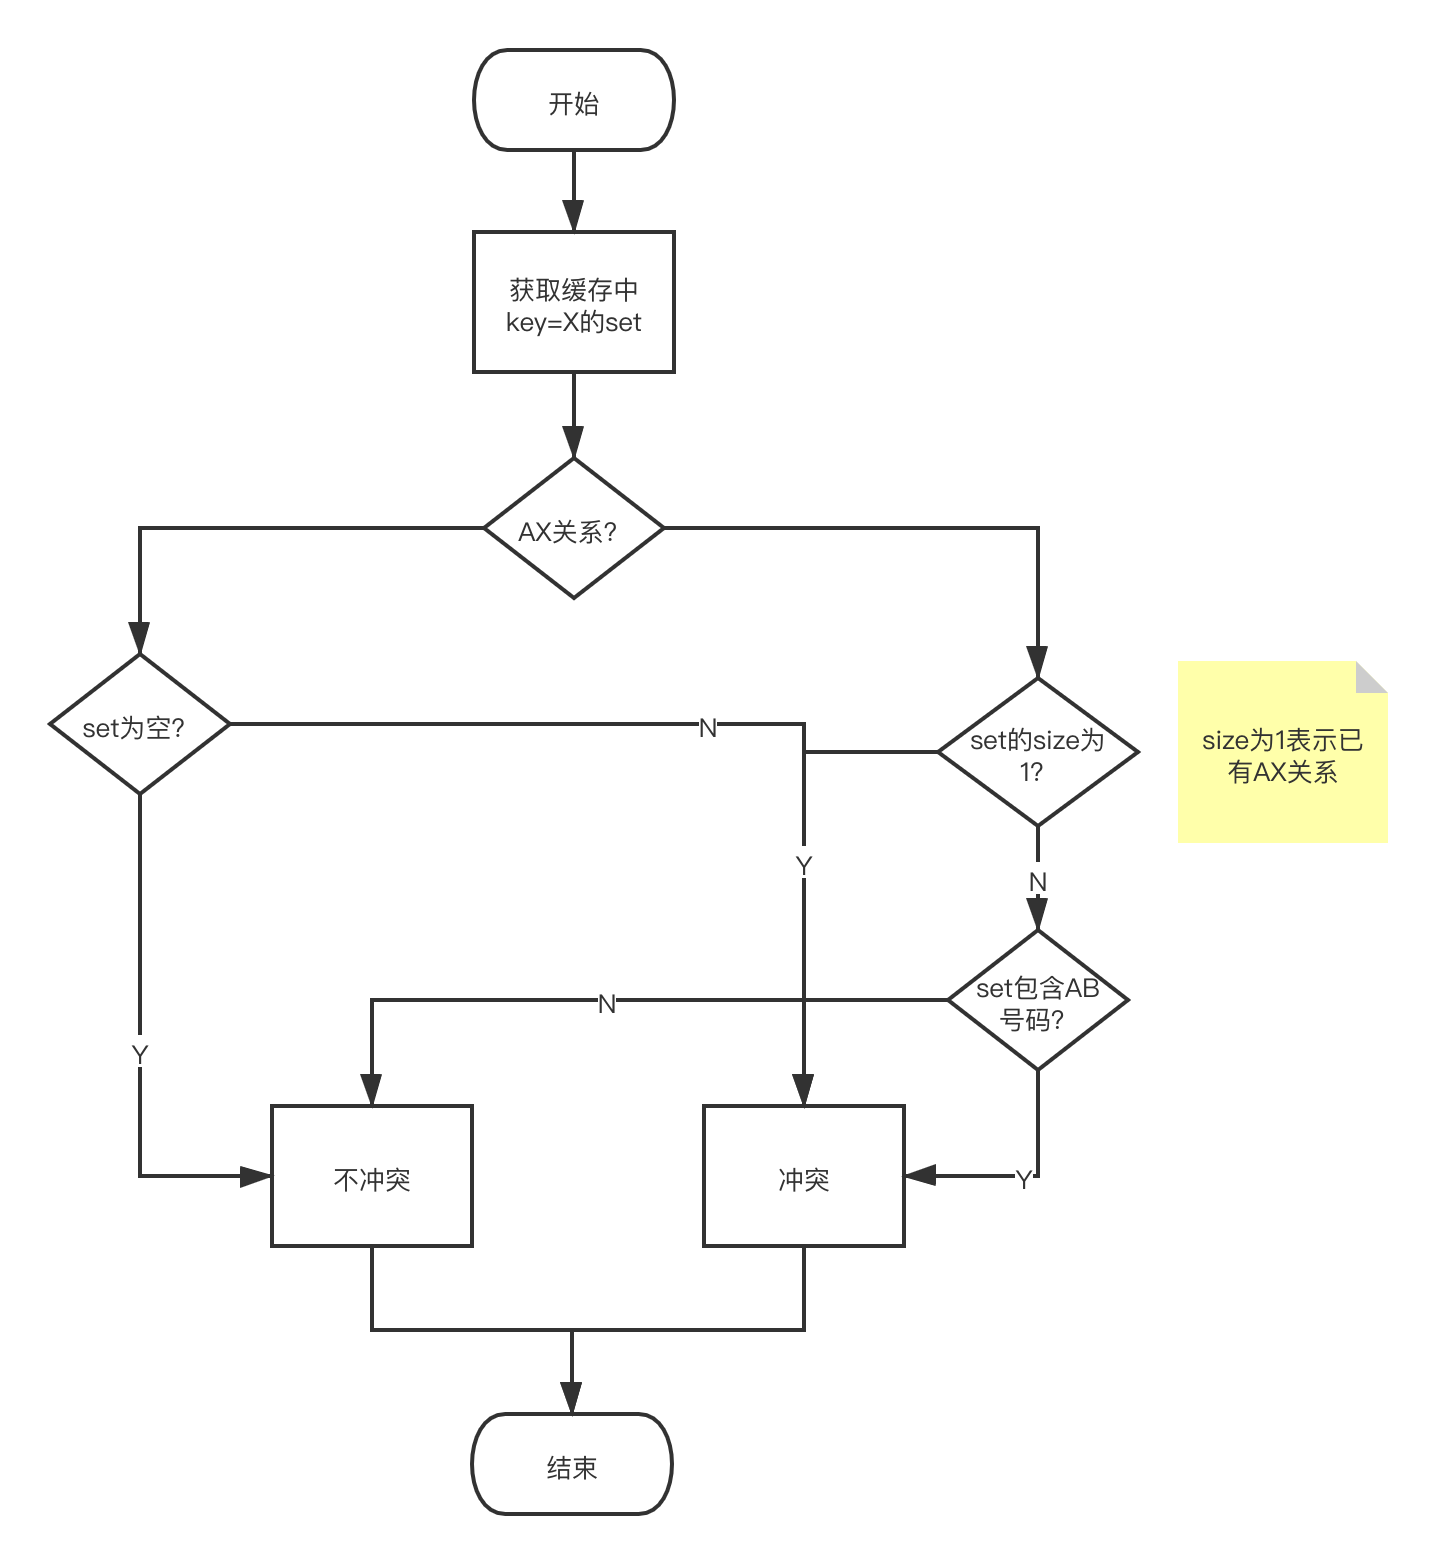 开始
获取缓存中
key=X的set
AX关系?
set为空?
N
set的size为
1?
size为1表示已
有AX关系
Y
N
set包含AB
号码?
N
Y
不冲突
冲突
Y
结束